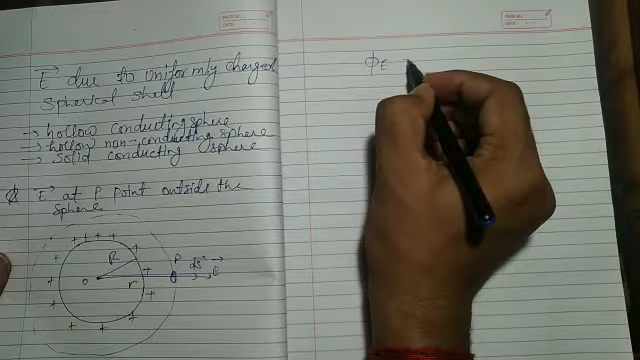 E⃗ due to Uniformly charged
Spherical shell
→ hollow conducting sphere
→ hollow non-conducting sphere
→ solid conducting sphere
E⃗ at P point outside the
sphere
+ + + +
R
P
ds⃗
E⃗
O
r
ϕE